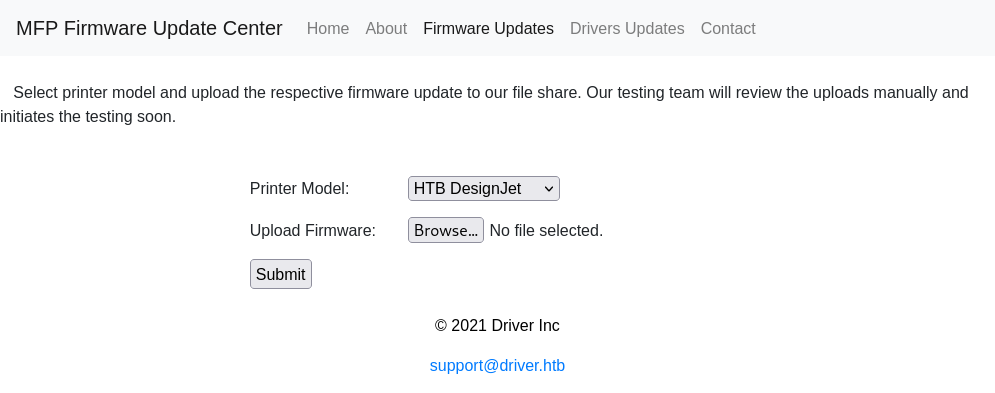 MFP Firmware Update Center Home About Firmware Updates Drivers Updates Contact
Select printer model and upload the respective firmware update to our file share. Our testing team will review the uploads manually and
initiates the testing soon.
Printer Model: HTB DesignJet
Upload Firmware: Browse... No file selected.
Submit
© 2021 Driver Inc
support@driver.htb